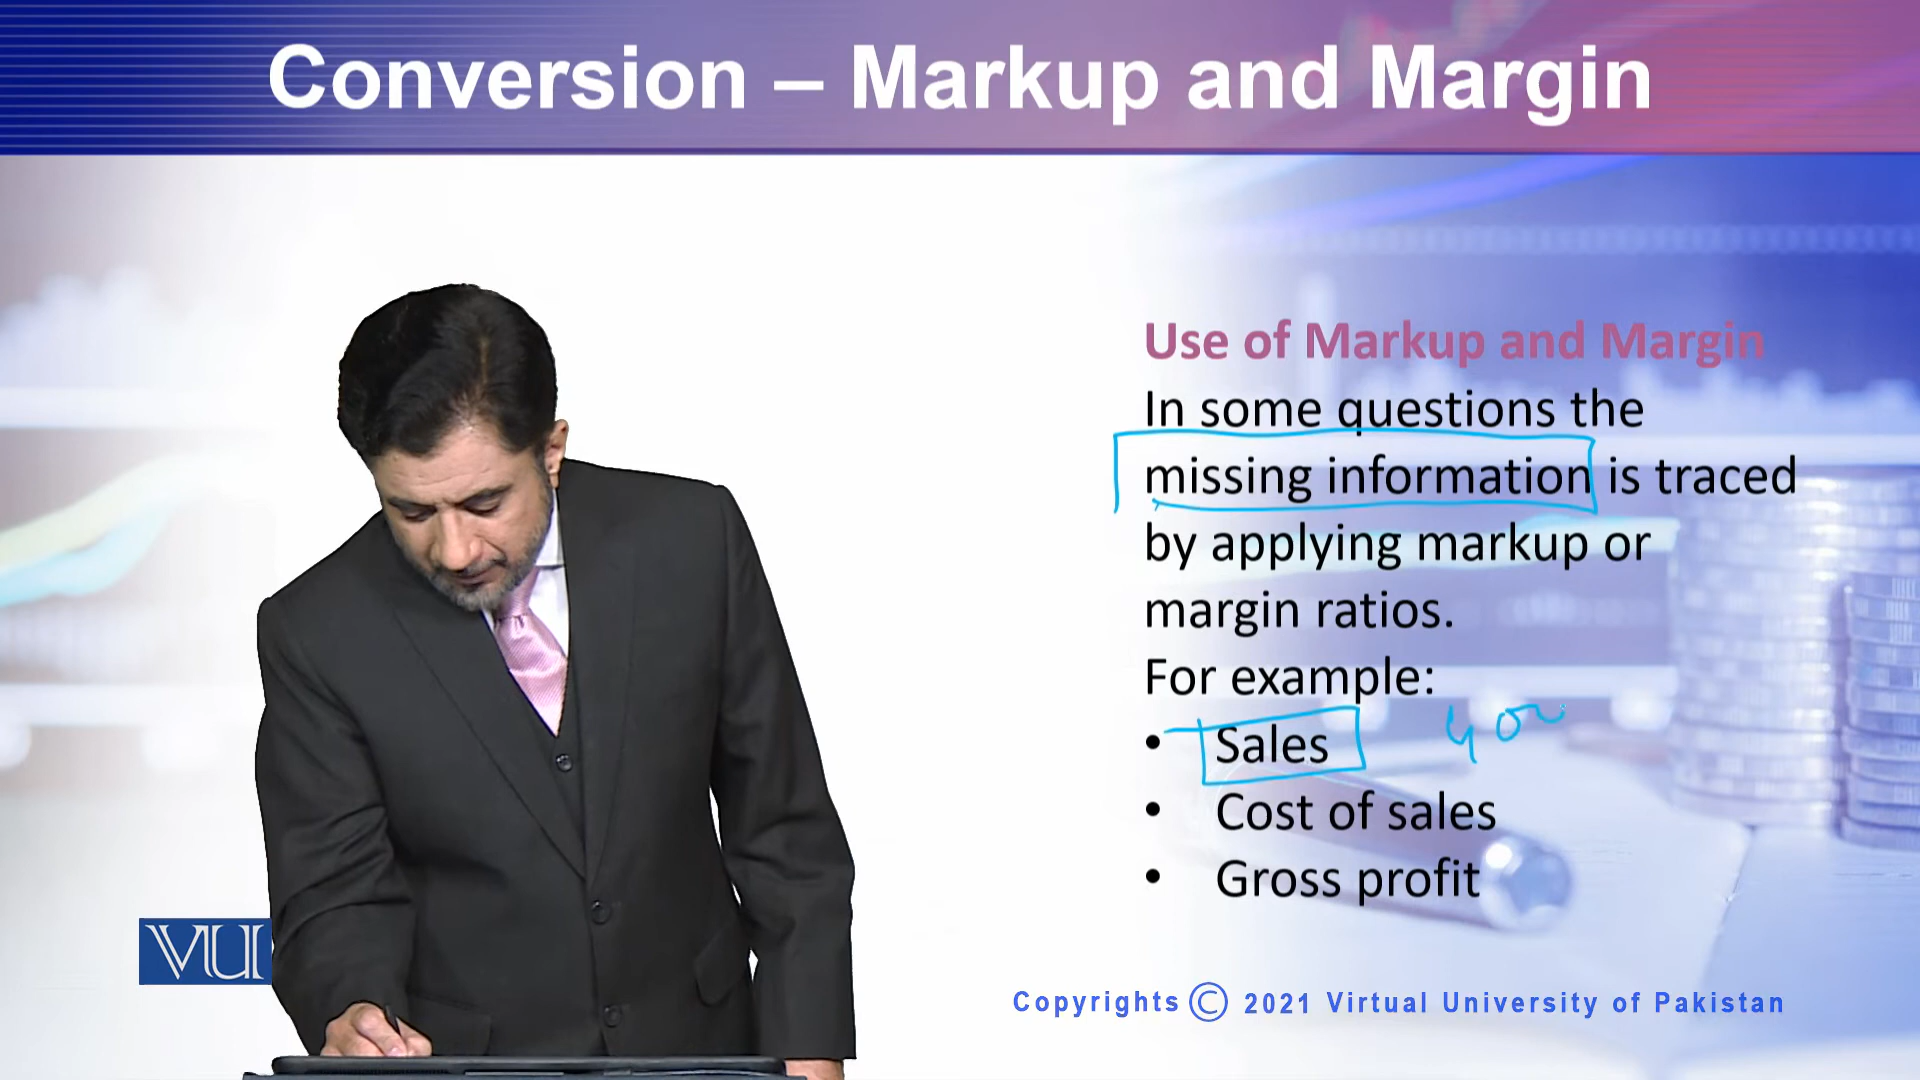 Conversion – Markup and Margin
Use of Markup and Margin
In some questions the
missing information is traced
by applying markup or
margin ratios.
For example:
• Sales
• Cost of sales
• Gross profit
VU
Copyrights © 2021 Virtual University of Pakistan